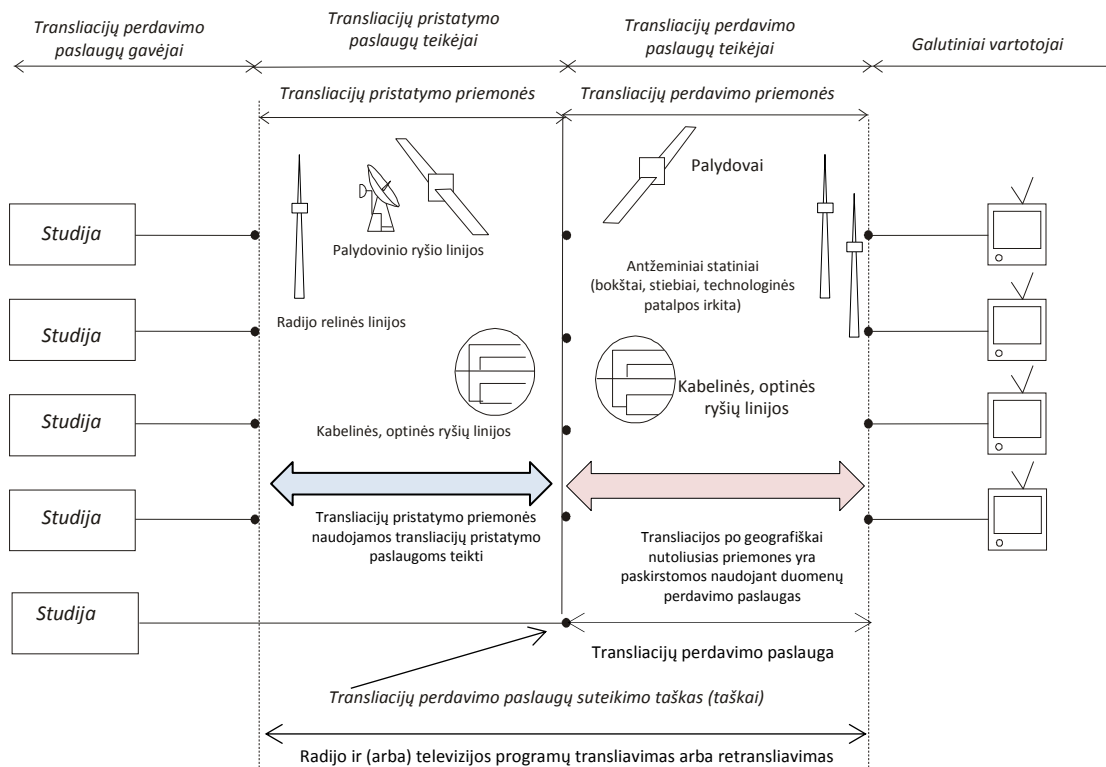 Transliacijų perdavimo
paslaugų gavėjai
Transliacijų pristatymo
paslaugų teikėjai
Transliacijų perdavimo
paslaugų teikėjai
Galutiniai vartotojai
Transliacijų pristatymo priemonės
Transliacijų perdavimo priemonės
Palydovai
Studija
Palydovinio ryšio linijos
Antžeminiai statiniai
(bokštai, stiebiai, technologinės
patalpos irkita)
Radijo relinės linijos
Studija
Kabelinės, optinės
ryšių linijos
Studija
Kabelinės, optinės ryšių linijos
Studija
Transliacijų pristatymo priemonės
naudojamos transliacijų pristatymo
paslaugoms teikti
Transliacijos po geografiškai
nutoliusias priemones yra
paskirstomos naudojant duomenų
perdavimo paslaugas
Studija
Transliacijų perdavimo paslauga
Transliacijų perdavimo paslaugų suteikimo taškas (taškai)
Radijo ir (arba) televizijos programų transliavimas arba retransliavimas